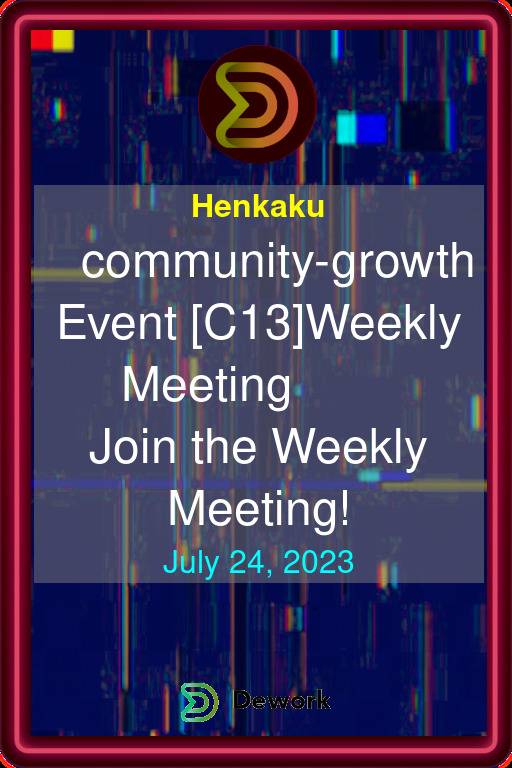 Henkaku
community-growth
Event [C13]Weekly
Meeting
Join the Weekly
Meeting!
July 24, 2023
Dework